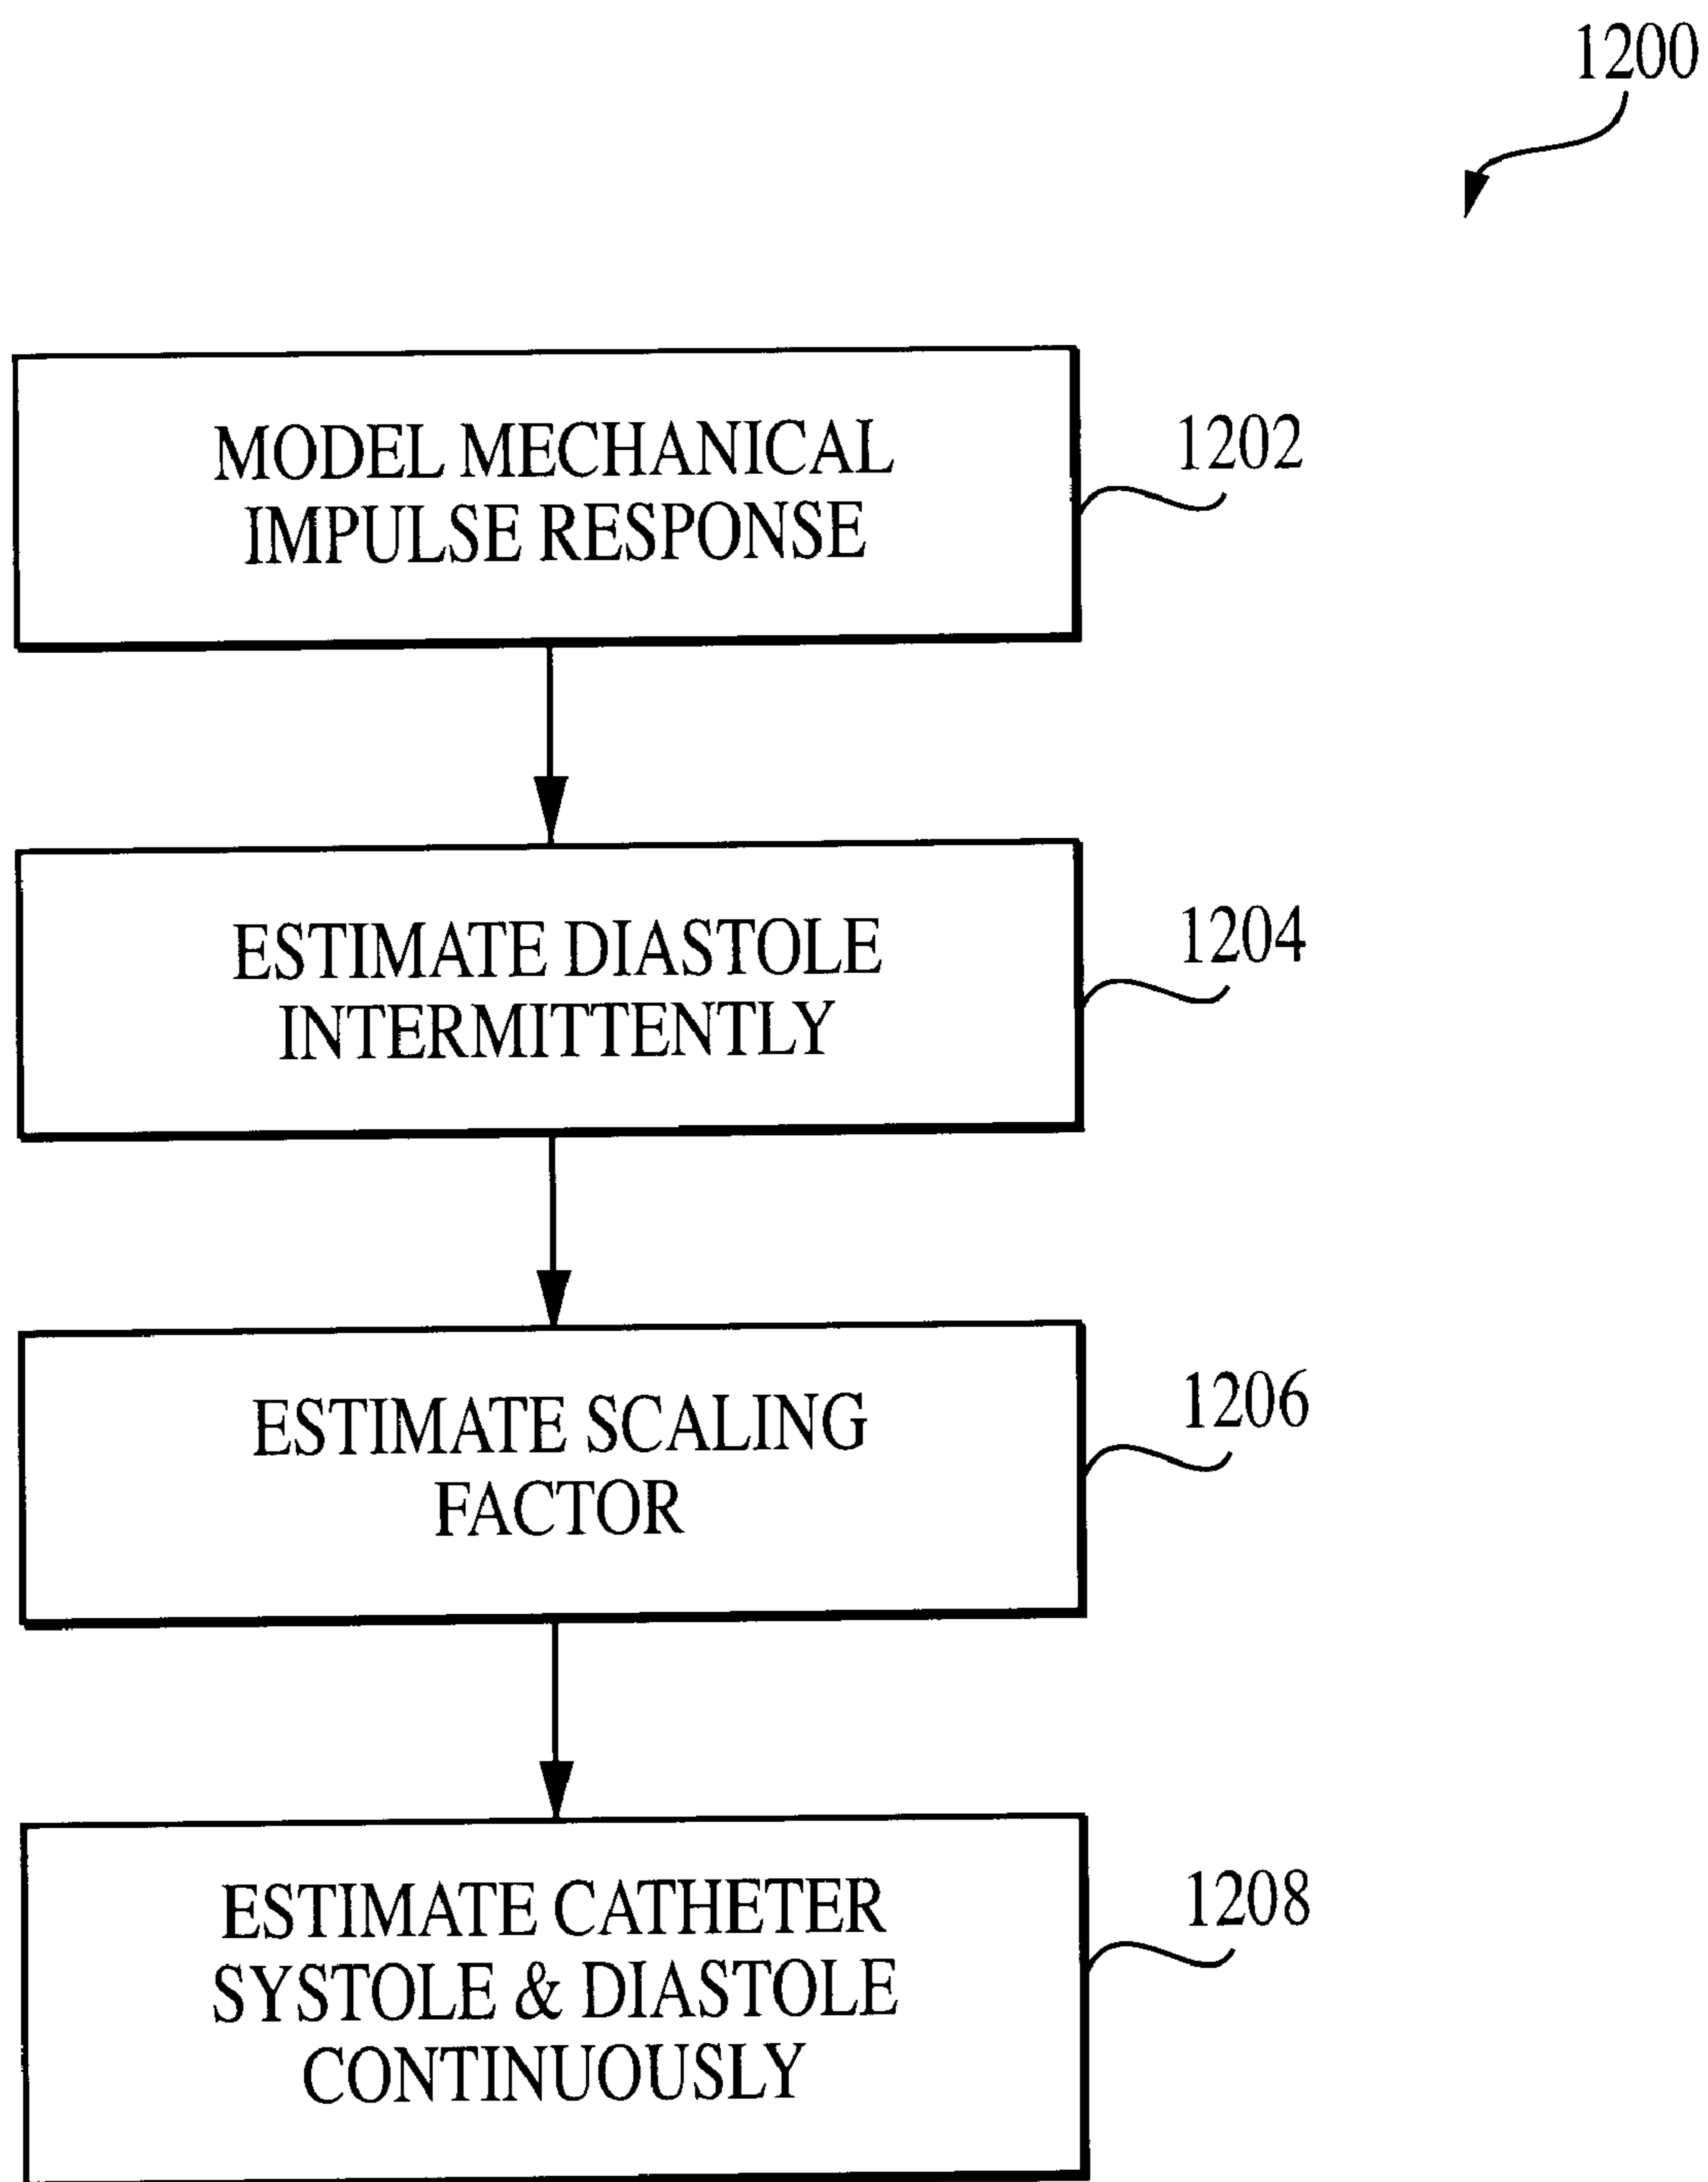 1200
MODEL MECHANICAL
IMPULSE RESPONSE
1202
ESTIMATE DIASTOLE
INTERMITTENTLY
1204
ESTIMATE SCALING
FACTOR
1206
ESTIMATE CATHETER
SYSTOLE & DIASTOLE
CONTINUOUSLY
1208